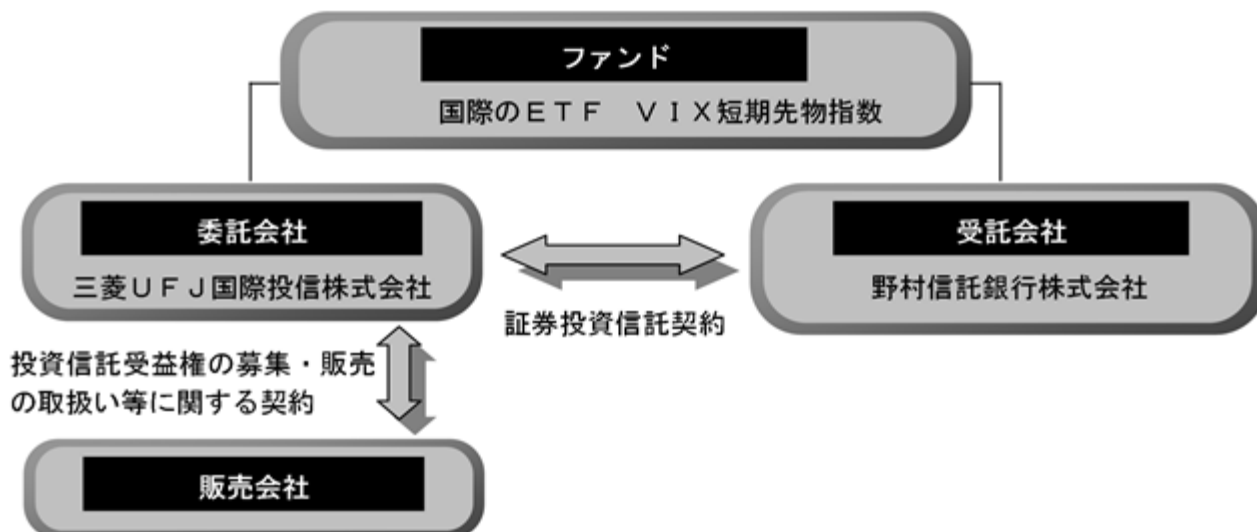 ファンド
国際のＥＴＦ　ＶＩＸ短期先物指数
委託会社
三菱ＵＦＪ国際投信株式会社
受託会社
野村信託銀行株式会社
証券投資信託契約
投資信託受益権の募集・販売
の取扱い等に関する契約
販売会社